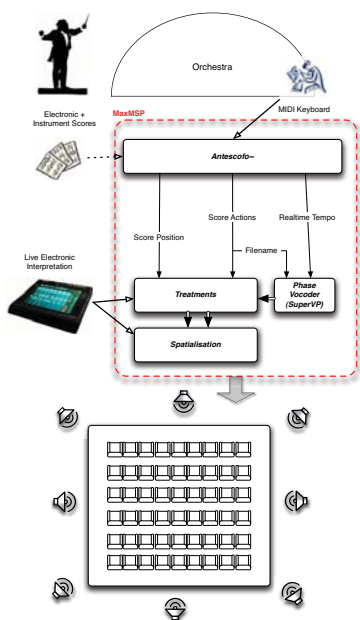 Orchestra
Electronic +
Instrument Scores
MaxMSP
MIDI Keyboard
Antescofo~
Score Position
Score Actions
Realtime Tempo
Filename
Live Electronic
Interpretation
Treatments
Phase
Vocoder
(SuperVP)
Spatialisation